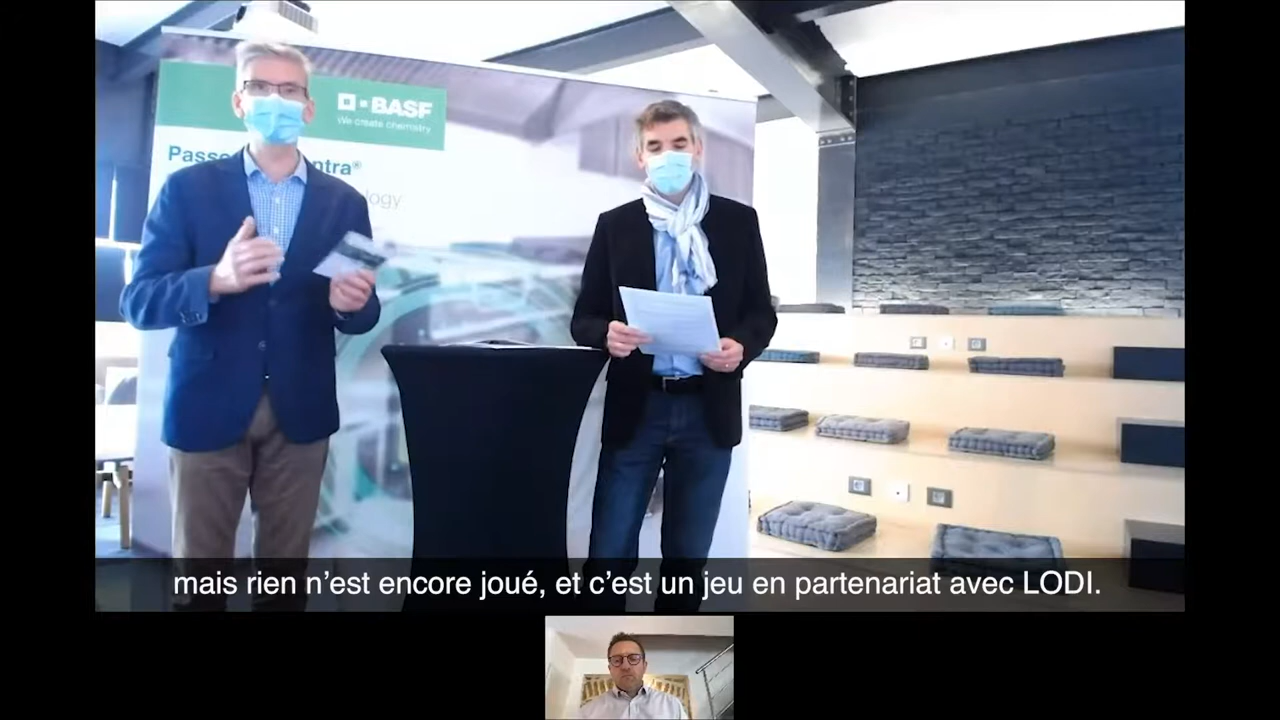 BASF
We create chemistry
mais rien n’est encore joué, et c’est un jeu en partenariat avec LODI.